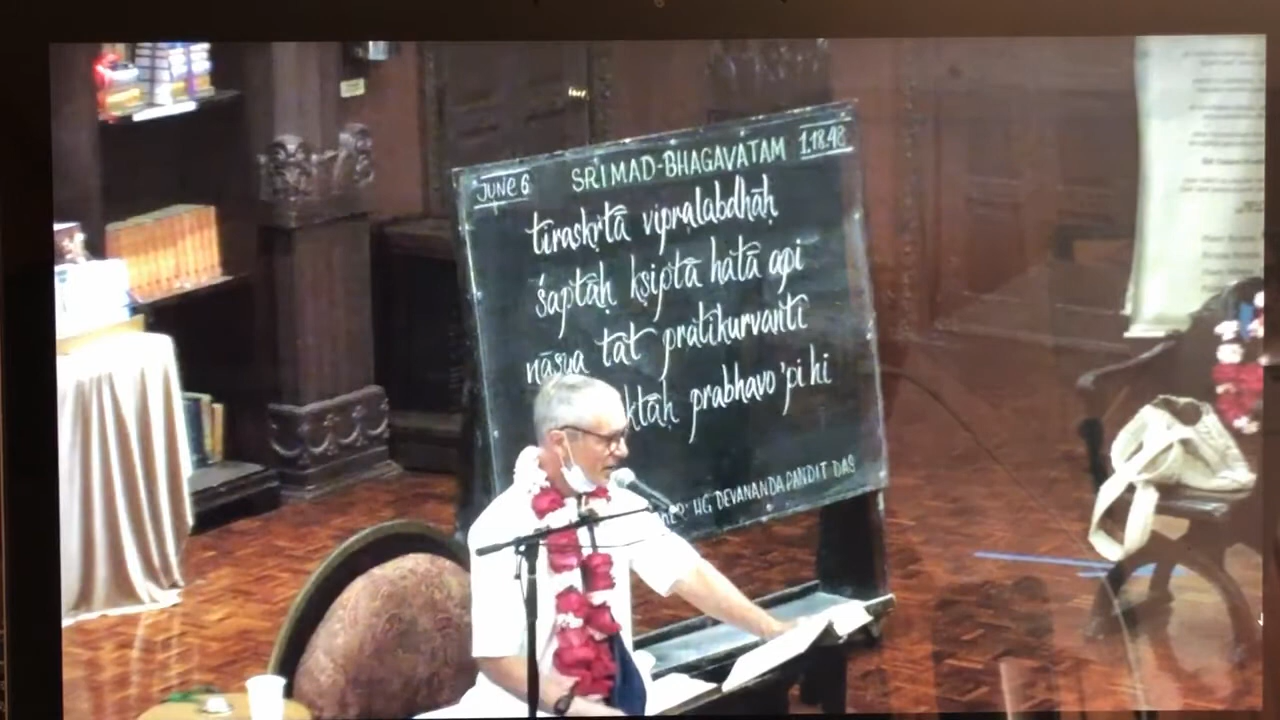 JUNE 6
SRIMAD-BHAGAVATAM 1.18.48
tiraskṛtā vipralabdhāḥ
śaptāḥ kṣiptā hatā api
nāsya tat pratikurvanti
prabhavo 'pi hi
HG DEVANANDA PANDIT DAS